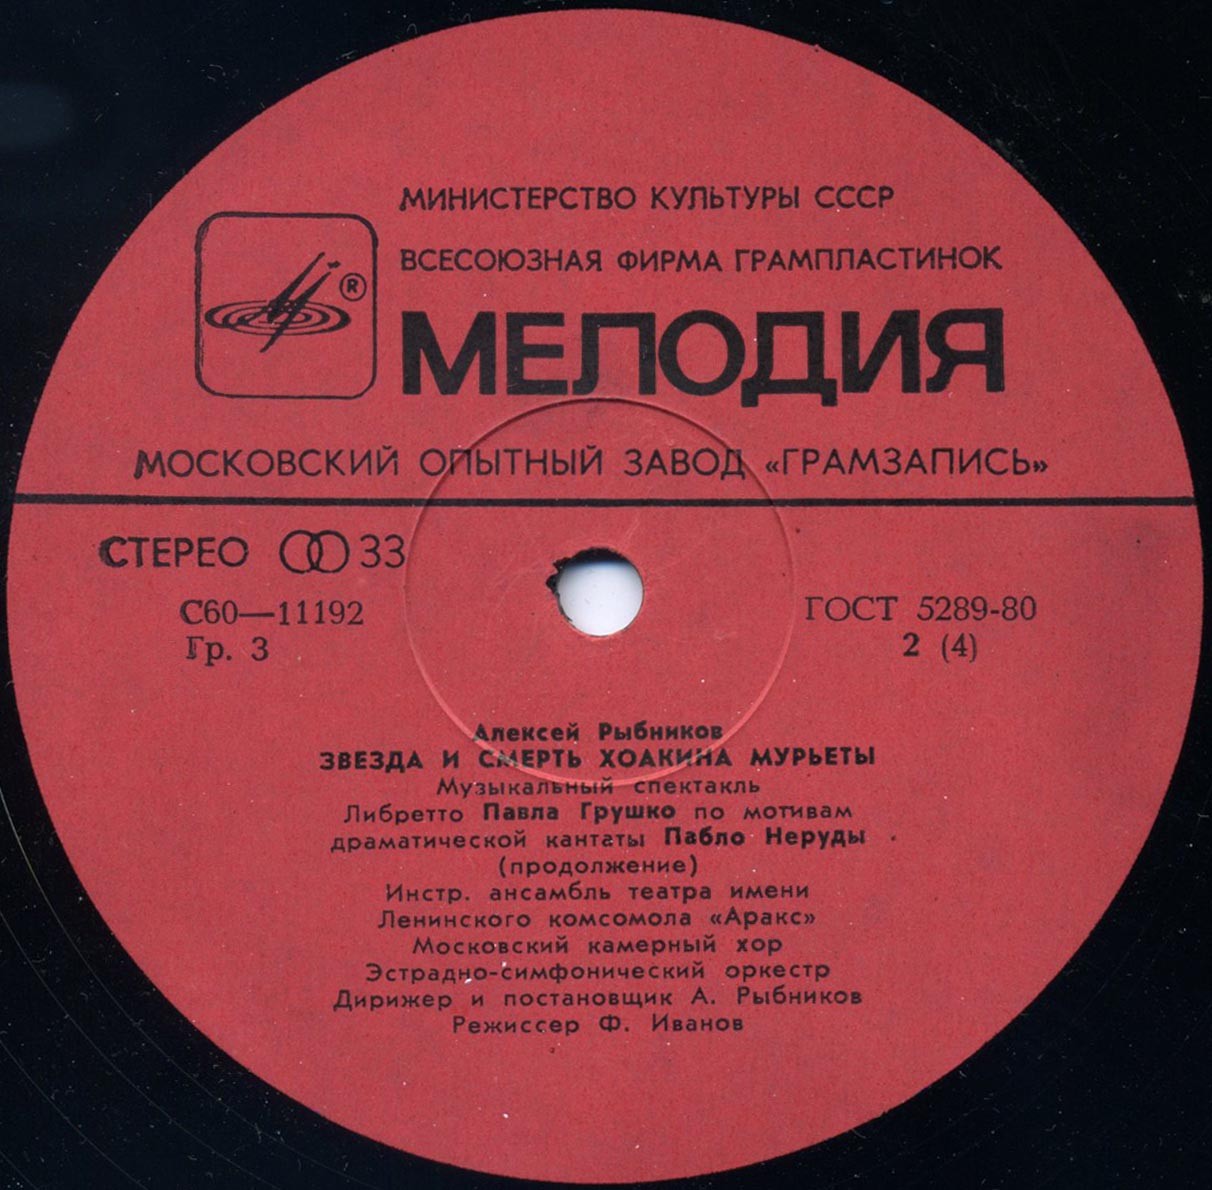 МИНИСТЕРСТВО КУЛЬТУРЫ СССР
ВСЕСОЮЗНАЯ ФИРМА ГРАМПЛАСТИНОК
®
МЕЛОДИЯ
МОСКОВСКИЙ ОПЫТНЫЙ ЗАВОД «ГРАМЗАПИСЬ»
СТЕРЕО 33
С60—11192
ГОСТ 5289-80
Гр. 3
2 (4)
Алексей Рыбников
ЗВЕЗДА И СМЕРТЬ ХОАКИНА МУРЬЕТЫ
Музыкальный спектакль
Либретто Павла Грушко по мотивам
драматической кантаты Пабло Неруды
(продолжение)
Инстр. ансамбль театра имени
Ленинского комсомола «Аракс»
Московский камерный хор
Эстрадно-симфонический оркестр
Дирижер и постановщик А. Рыбников
Режиссер Ф. Иванов